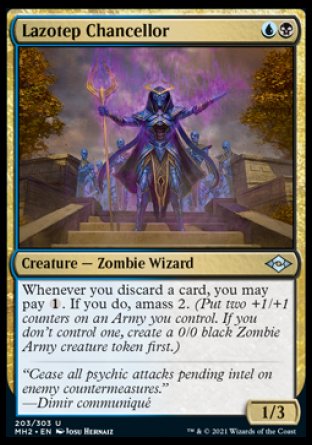 Lazotep Chancellor
Creature — Zombie Wizard
Whenever you discard a card, you may
pay 1. If you do, amass 2. (Put two +1/+1
counters on an Army you control. If you
don't control one, create a 0/0 black Zombie
Army creature token first.)
"Cease all psychic attacks pending intel
on enemy countermeasures."
—Dimir communiqué
1/3
203/303 U
MH2 • EN Iosu Hernaiz
™ & © 2021 Wizards of the Coast